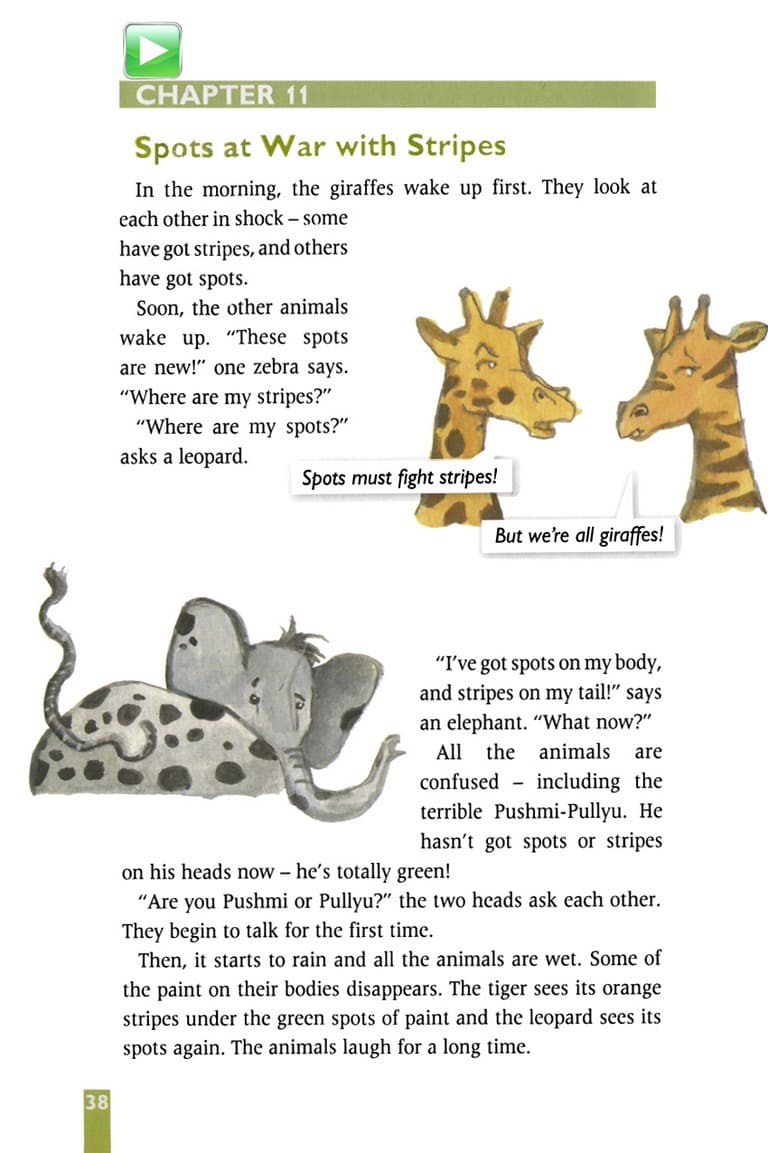 CHAPTER 11
Spots at War with Stripes
In the morning, the giraffes wake up first. They look at
each other in shock – some
have got stripes, and others
have got spots.
Soon, the other animals
wake up. “These spots
are new!” one zebra says.
“Where are my stripes?”
“Where are my spots?”
asks a leopard.
Spots must fight stripes!
But we’re all giraffes!
“I’ve got spots on my body,
and stripes on my tail!” says
an elephant. “What now?”
All the animals are
confused – including the
terrible Pushmi-Pullyu. He
hasn’t got spots or stripes
on his heads now – he’s totally green!
“Are you Pushmi or Pullyu?” the two heads ask each other.
They begin to talk for the first time.
Then, it starts to rain and all the animals are wet. Some of
the paint on their bodies disappears. The tiger sees its orange
stripes under the green spots of paint and the leopard sees its
spots again. The animals laugh for a long time.
38